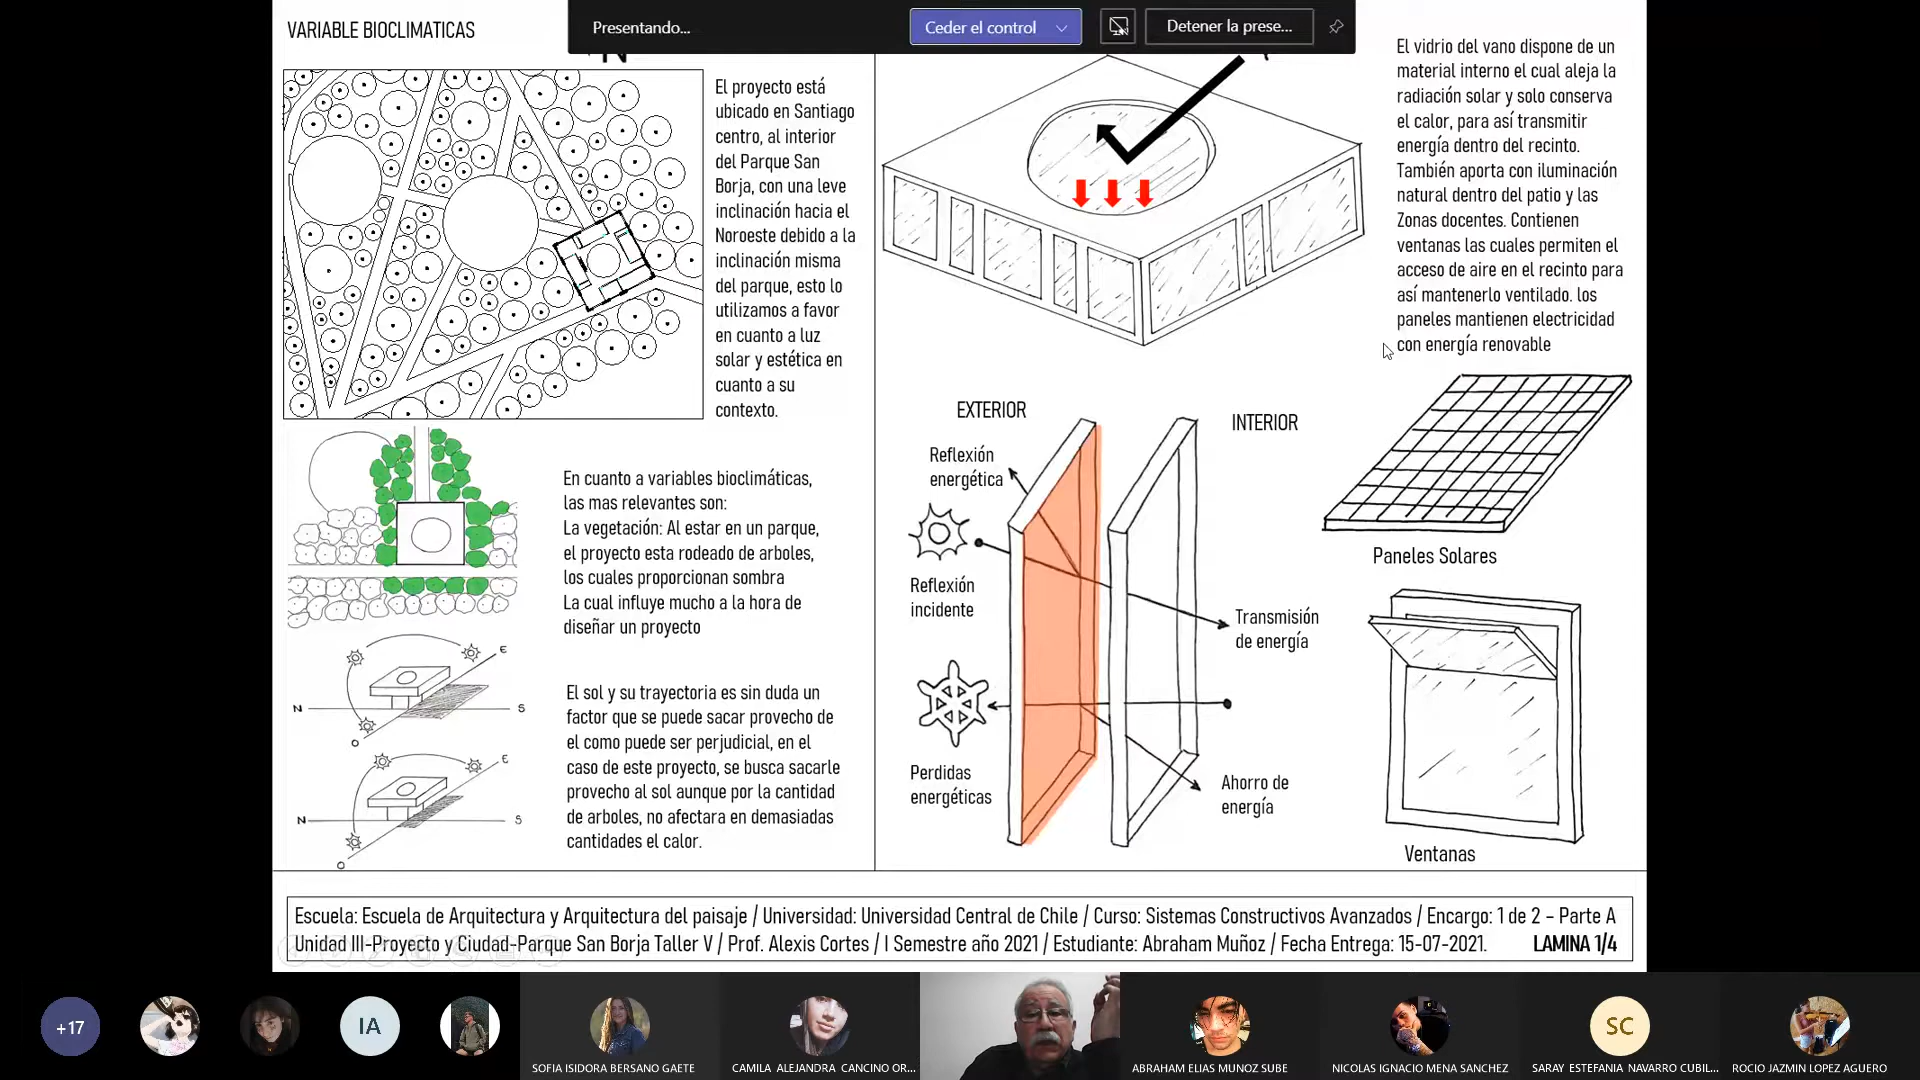 Presentando...
Ceder el control
Detener la prese...
VARIABLE BIOCLIMATICAS
N
El proyecto está
ubicado en Santiago
centro, al interior
del Parque San
Borja, con una leve
inclinación hacia el
Noroeste debido a la
inclinación misma
del parque, esto lo
utilizamos a favor
en cuanto a luz
solar y estética en
cuanto a su
contexto.
En cuanto a variables bioclimáticas,
las mas relevantes son:
La vegetación: Al estar en un parque,
el proyecto esta rodeado de arboles,
los cuales proporcionan sombra
La cual influye mucho a la hora de
diseñar un proyecto
N
S
E
O
N
S
E
O
El sol y su trayectoria es sin duda un
factor que se puede sacar provecho de
el como puede ser perjudicial, en el
caso de este proyecto, se busca sacarle
provecho al sol aunque por la cantidad
de arboles, no afectara en demasiadas
cantidades el calor.
El vidrio del vano dispone de un
material interno el cual aleja la
radiación solar y solo conserva
el calor, para así transmitir
energía dentro del recinto.
También aporta con iluminación
natural dentro del patio y las
Zonas docentes. Contienen
ventanas las cuales permiten el
acceso de aire en el recinto para
así mantenerlo ventilado. los
paneles mantienen electricidad
con energía renovable
EXTERIOR
INTERIOR
Reflexión
energética
Reflexión
incidente
Transmisión
de energía
Perdidas
energéticas
Ahorro de
energía
Paneles Solares
Ventanas
Escuela: Escuela de Arquitectura y Arquitectura del paisaje / Universidad: Universidad Central de Chile / Curso: Sistemas Constructivos Avanzados / Encargo: 1 de 2 – Parte A
Unidad III-Proyecto y Ciudad-Parque San Borja Taller V / Prof. Alexis Cortes / I Semestre año 2021 / Estudiante: Abraham Muñoz / Fecha Entrega: 15-07-2021. LAMINA 1/4
+17
IA
SC
SOFIA ISIDORA BERSANO GAETE
CAMILA ALEJANDRA CANCINO OR...
ABRAHAM ELIAS MUNOZ SUBE
NICOLAS IGNACIO MENA SANCHEZ
SARAY ESTEFANIA NAVARRO CUBIL...
ROCIO JAZMIN LOPEZ AGUERO